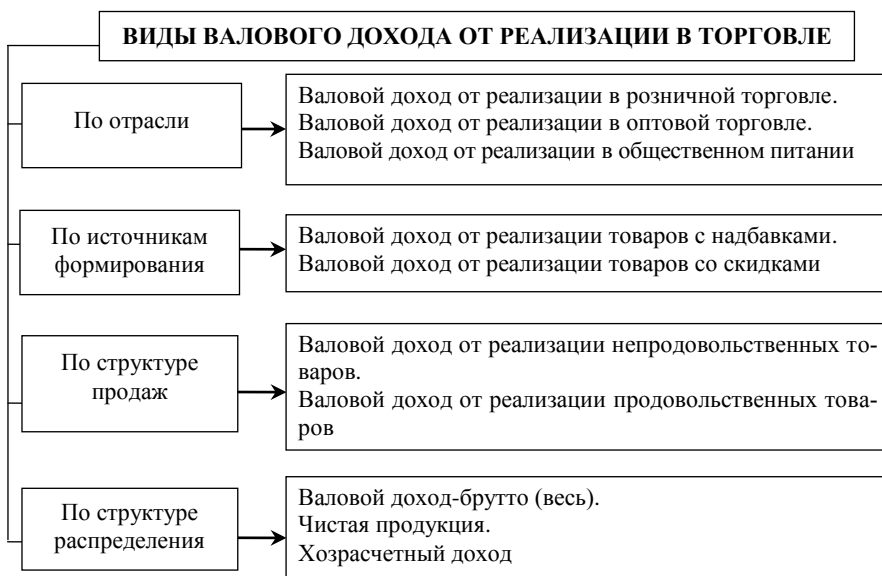 ВИДЫ ВАЛОВОГО ДОХОДА ОТ РЕАЛИЗАЦИИ В ТОРГОВЛЕ
По отрасли
Валовой доход от реализации в розничной торговле.
Валовой доход от реализации в оптовой торговле.
Валовой доход от реализации в общественном питании
По источникам
формирования
Валовой доход от реализации товаров с надбавками.
Валовой доход от реализации товаров со скидками
По структуре
продаж
Валовой доход от реализации непродовольственных то-
варов.
Валовой доход от реализации продовольственных това-
ров
По структуре
распределения
Валовой доход-брутто (весь).
Чистая продукция.
Хозрасчетный доход